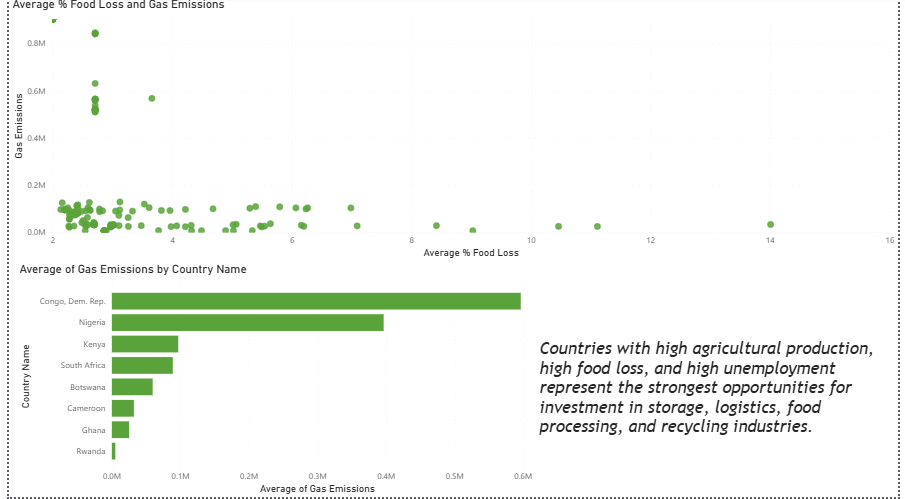 Average % Food Loss and Gas Emissions
0.8M
0.6M
0.4M
0.2M
0.0M
Gas Emissions
2 4 6 8 10 12 14 16
Average % Food Loss
Average of Gas Emissions by Country Name
Country Name
Congo, Dem. Rep.
Nigeria
Kenya
South Africa
Botswana
Cameroon
Ghana
Rwanda
0.0M 0.1M 0.2M 0.3M 0.4M 0.5M 0.6M
Average of Gas Emissions
Countries with high agricultural production,
high food loss, and high unemployment
represent the strongest opportunities for
investment in storage, logistics, food
processing, and recycling industries.